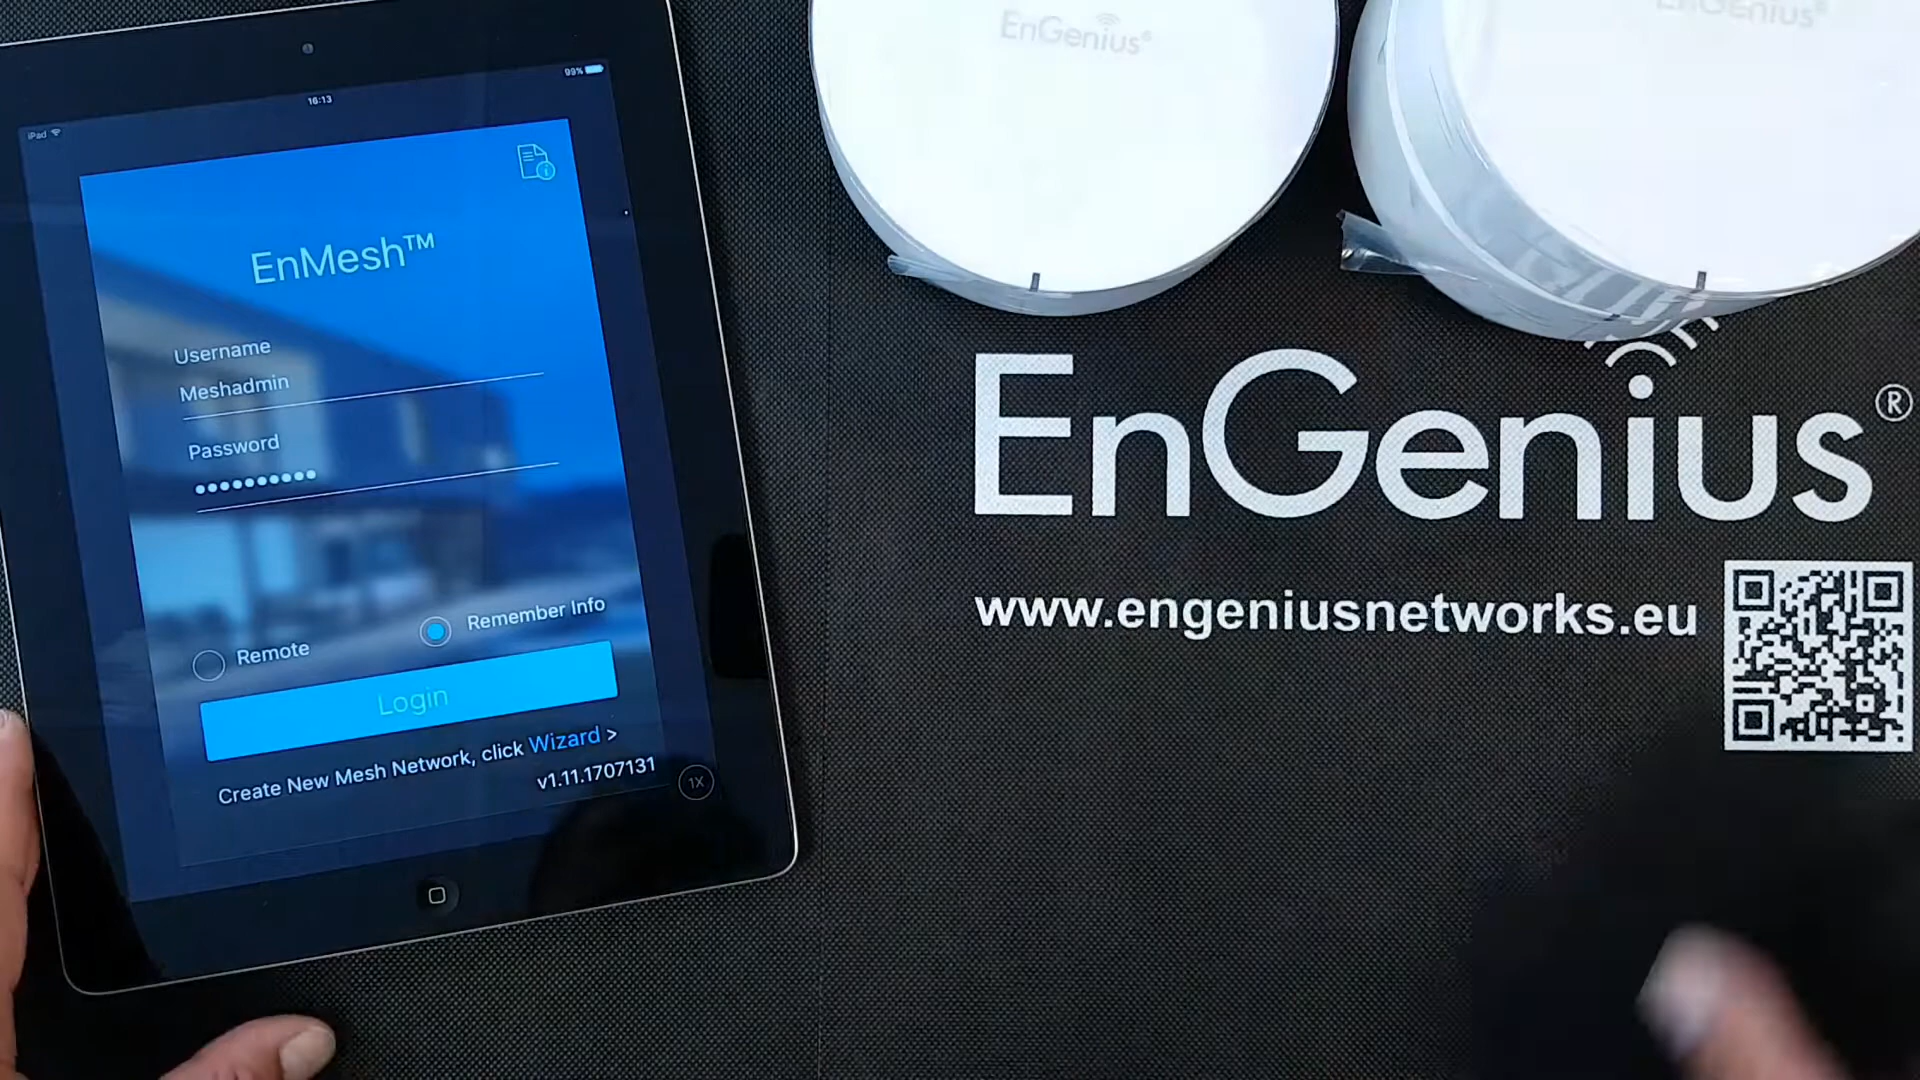 iPad
16:13
99%
EnMesh™
Username
Meshadmin
Password
Remote
Remember Info
Login
Create New Mesh Network, click Wizard >
v1.11.1707131
1X
EnGenius®
EnGenius®
EnGenius®
www.engeniusnetworks.eu